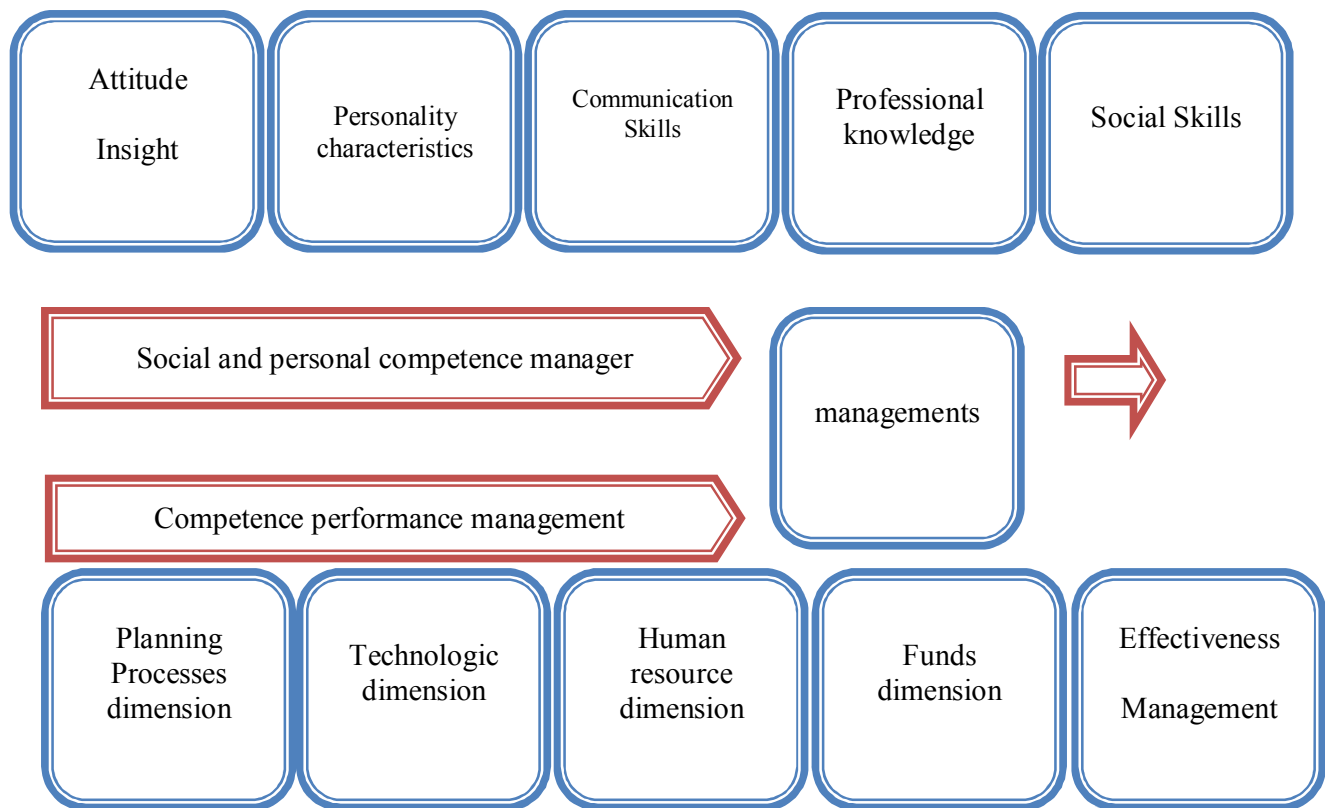 Attitude
Insight
Personality
characteristics
Communication
Skills
Professional
knowledge
Social Skills
Social and personal competence manager
managements
Competence performance management
Planning
Processes
dimension
Technologic
dimension
Human
resource
dimension
Funds
dimension
Effectiveness
Management